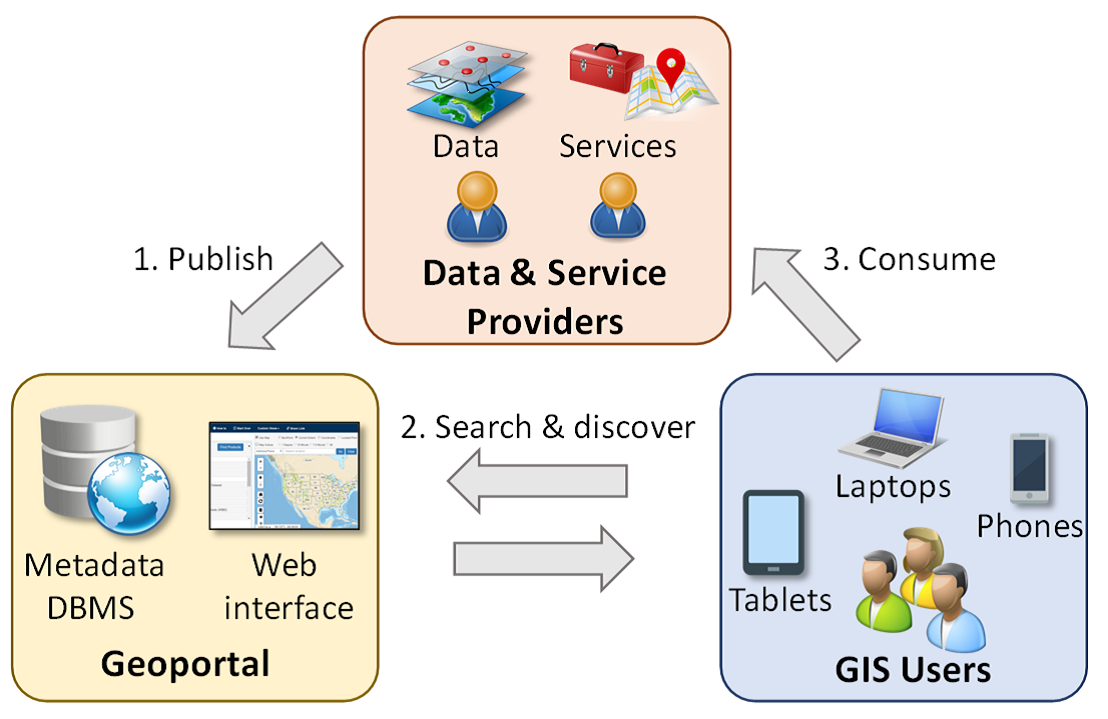 Data
Services
Data & Service
Providers
1. Publish
3. Consume
2. Search & discover
Metadata
DBMS
Web
interface
Geoportal
Laptops
Phones
Tablets
GIS Users